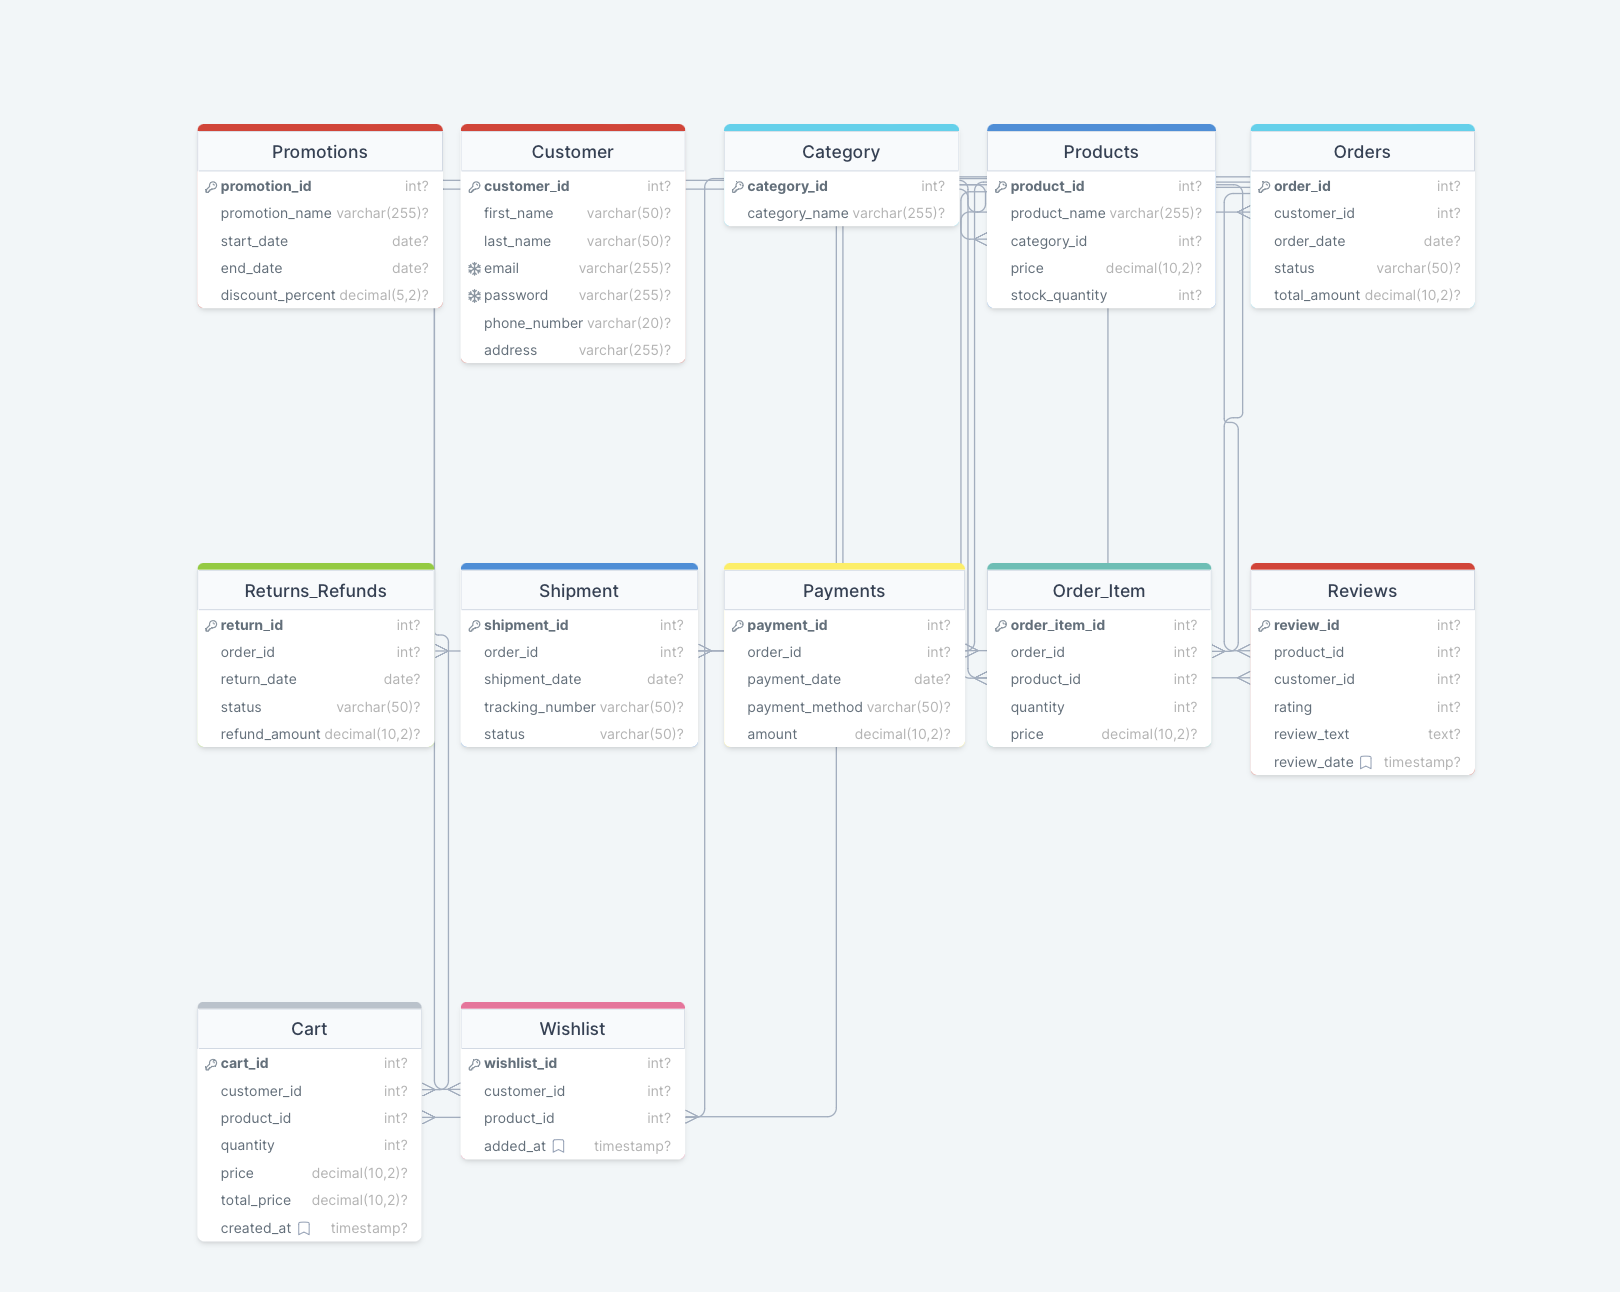 Promotions
promotion_id int?
promotion_name varchar(255)?
start_date date?
end_date date?
discount_percent decimal(5,2)?
Customer
customer_id int?
first_name varchar(50)?
last_name varchar(50)?
email varchar(255)?
password varchar(255)?
phone_number varchar(20)?
address varchar(255)?
Category
category_id int?
category_name varchar(255)?
Products
product_id int?
product_name varchar(255)?
category_id int?
price decimal(10,2)?
stock_quantity int?
Orders
order_id int?
customer_id int?
order_date date?
status varchar(50)?
total_amount decimal(10,2)?
Returns_Refunds
return_id int?
order_id int?
return_date date?
status varchar(50)?
refund_amount decimal(10,2)?
Shipment
shipment_id int?
order_id int?
shipment_date date?
tracking_number varchar(50)?
status varchar(50)?
Payments
payment_id int?
order_id int?
payment_date date?
payment_method varchar(50)?
amount decimal(10,2)?
Order_Item
order_item_id int?
order_id int?
product_id int?
quantity int?
price decimal(10,2)?
Reviews
review_id int?
product_id int?
customer_id int?
rating int?
review_text text?
review_date timestamp?
Cart
cart_id int?
customer_id int?
product_id int?
quantity int?
price decimal(10,2)?
total_price decimal(10,2)?
created_at timestamp?
Wishlist
wishlist_id int?
customer_id int?
product_id int?
added_at timestamp?